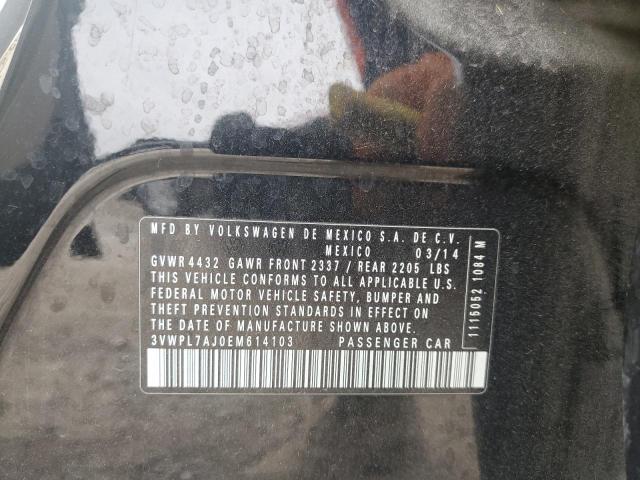 MFD BY VOLKSWAGEN DE MEXICO S.A. DE C.V.
MEXICO 03/14
GVWR 4432 GAWR FRONT 2337 / REAR 2205 LBS
THIS VEHICLE CONFORMS TO ALL APPLICABLE U.S.
FEDERAL MOTOR VEHICLE SAFETY, BUMPER AND
THEFT PREVENTION STANDARDS IN EFFECT ON
THE DATE OF MANUFACTURE SHOWN ABOVE.
3VWPL7AJ0EM614103 PASSENGER CAR
1115052 1084 M